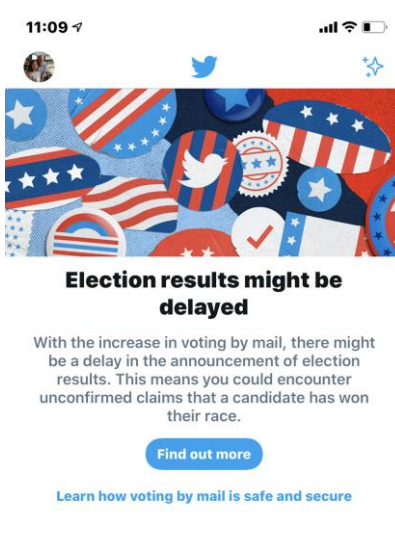 11:09
Election results might be
delayed
With the increase in voting by mail, there might
be a delay in the announcement of election
results. This means you could encounter
unconfirmed claims that a candidate has won
their race.
Find out more
Learn how voting by mail is safe and secure